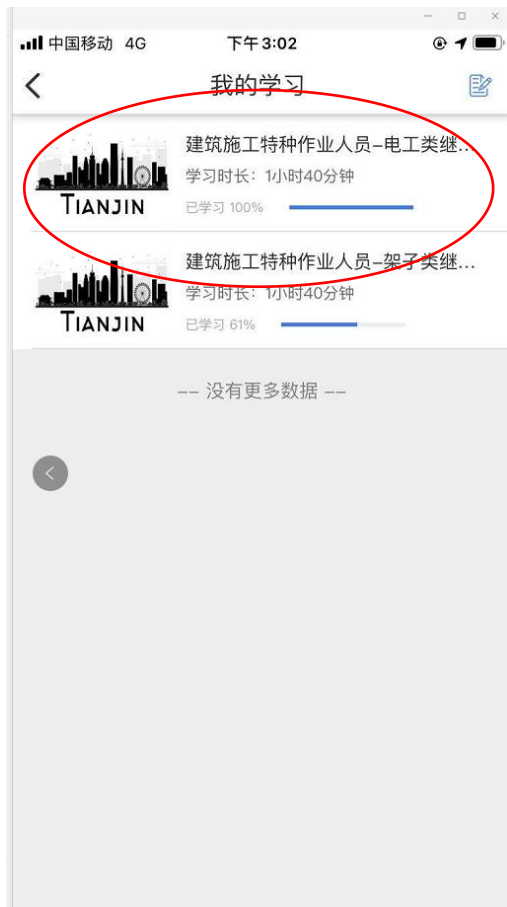 中国移动 4G 下午3:02
我的学习
建筑施工特种作业人员-电工类继...
学习时长：1小时40分钟
已学习 100%
TIANJIN
建筑施工特种作业人员-架子类继...
学习时长：1小时40分钟
已学习 61%
TIANJIN
-- 没有更多数据 --